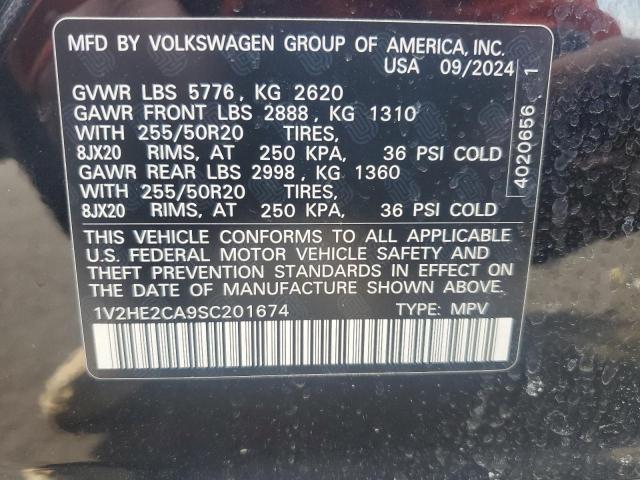 MFD BY VOLKSWAGEN GROUP OF AMERICA, INC.
USA 09/2024
GVWR LBS 5776, KG 2620
GAWR FRONT LBS 2888, KG 1310
WITH 255/50R20 TIRES,
8JX20 RIMS, AT 250 KPA, 36 PSI COLD
GAWR REAR LBS 2998, KG 1360
WITH 255/50R20 TIRES,
8JX20 RIMS, AT 250 KPA, 36 PSI COLD
THIS VEHICLE CONFORMS TO ALL APPLICABLE
U.S. FEDERAL MOTOR VEHICLE SAFETY AND
THEFT PREVENTION STANDARDS IN EFFECT ON
THE DATE OF MANUFACTURE SHOWN ABOVE.
1V2HE2CA9SC201674 TYPE: MPV
4020656 1